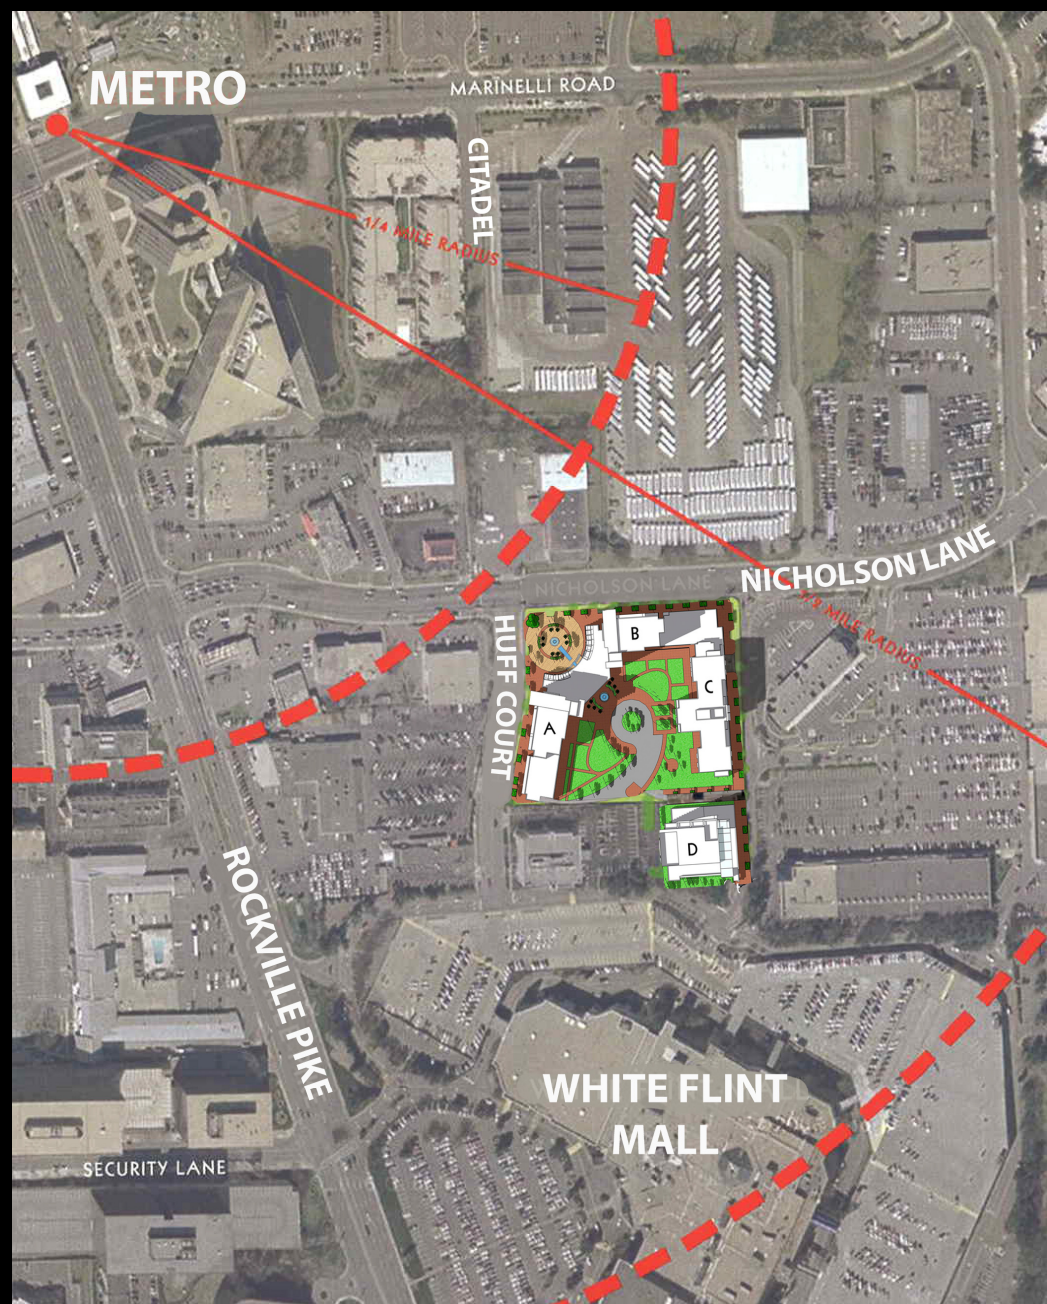 METRO
MARINELLI ROAD
CITADEL
1/4 MILE RADIUS
NICHOLSON LANE
NICHOLSON LANE
1/2 MILE RADIUS
HUFF COURT
B
C
A
D
ROCKVILLE PIKE
WHITE FLINT
MALL
SECURITY LANE